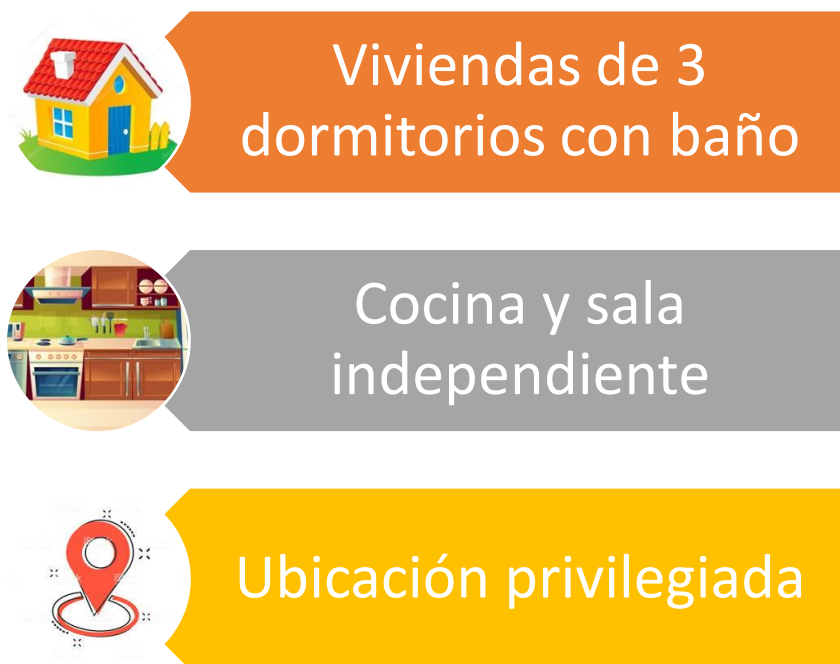 Viviendas de 3
dormitorios con baño
Cocina y sala
independiente
Ubicación privilegiada